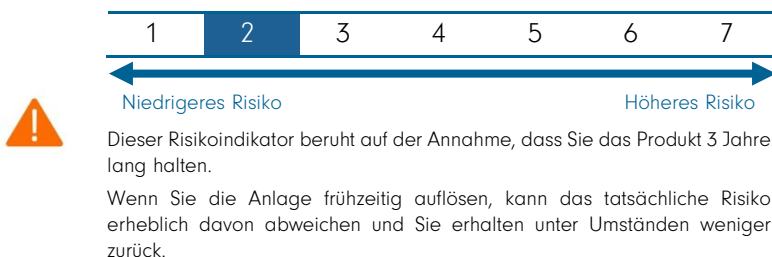 1 2 3 4 5 6 7
Niedrigeres Risiko Höheres Risiko
Dieser Risikoindikator beruht auf der Annahme, dass Sie das Produkt 3 Jahre
lang halten.
Wenn Sie die Anlage frühzeitig auflösen, kann das tatsächliche Risiko
erheblich davon abweichen und Sie erhalten unter Umständen weniger
zurück.